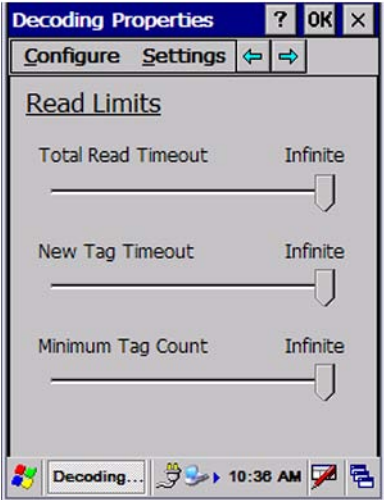 Decoding Properties ? OK ×
Configure Settings
Read Limits
Total Read Timeout Infinite
New Tag Timeout Infinite
Minimum Tag Count Infinite
Decoding... 10:36 AM